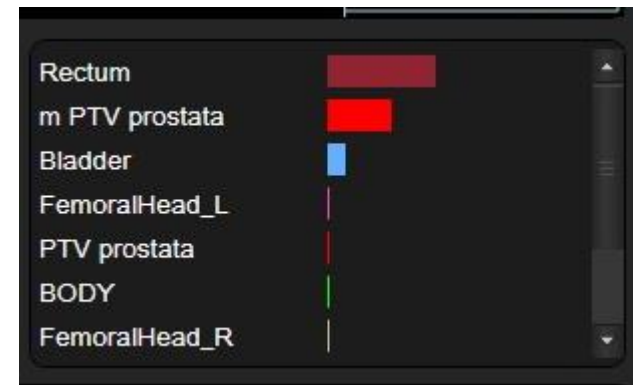 Rectum
m PTV prostata
Bladder
FemoralHead_L
PTV prostata
BODY
FemoralHead_R